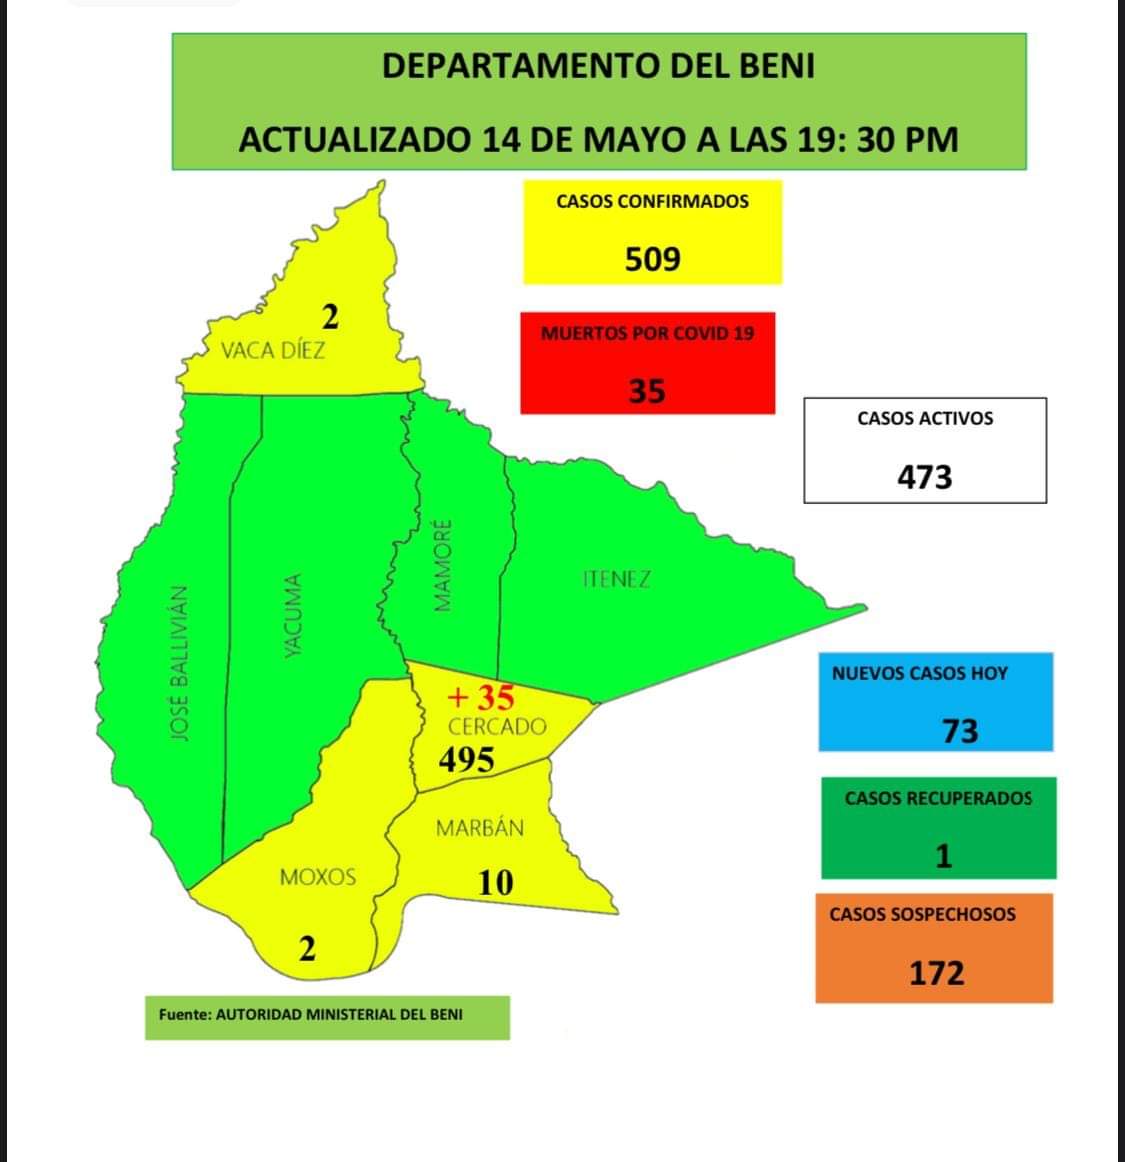 DEPARTAMENTO DEL BENI
ACTUALIZADO 14 DE MAYO A LAS 19: 30 PM
CASOS CONFIRMADOS
509
MUERTOS POR COVID 19
35
CASOS ACTIVOS
473
2
VACA DÍEZ
JOSÉ BALLIVIÁN
YACUMA
MAMORÉ
ITENEZ
+ 35
CERCADO
495
MARBÁN
10
MOXOS
2
NUEVOS CASOS HOY
73
CASOS RECUPERADOS
1
CASOS SOSPECHOSOS
172
Fuente: AUTORIDAD MINISTERIAL DEL BENI